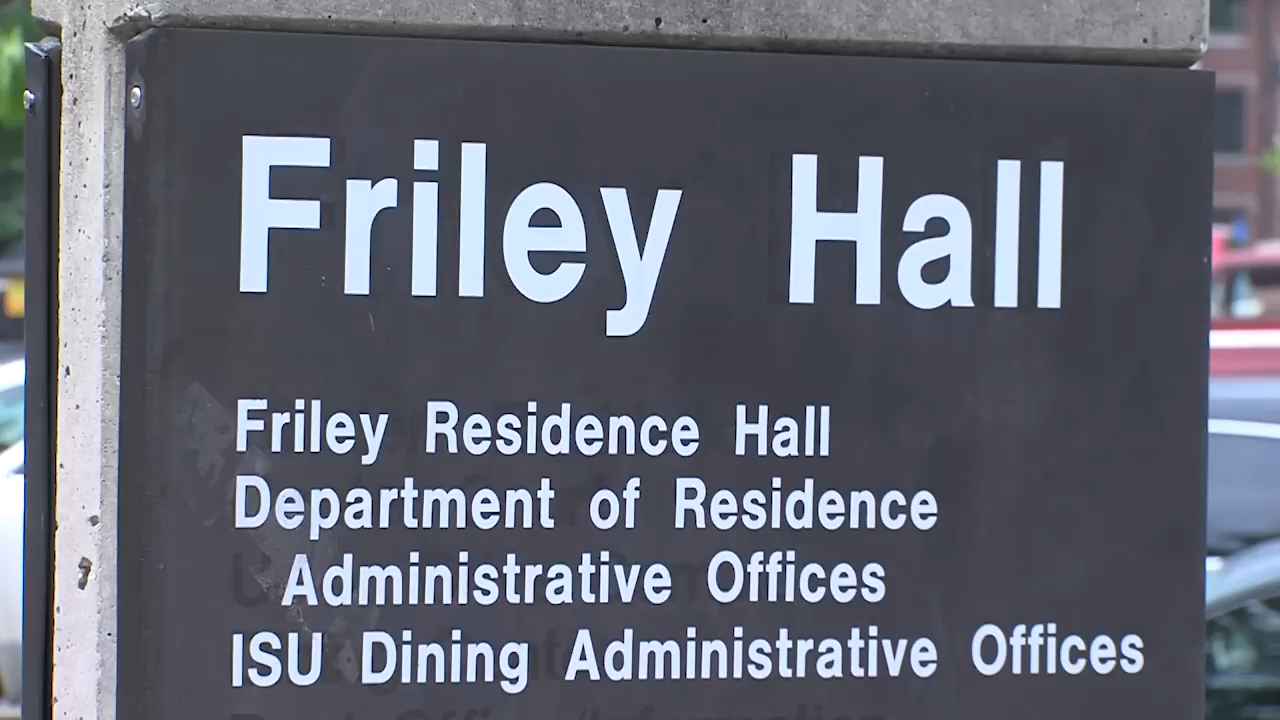 Friley Hall
Friley Residence Hall
Department of Residence
Administrative Offices
ISU Dining Administrative Offices